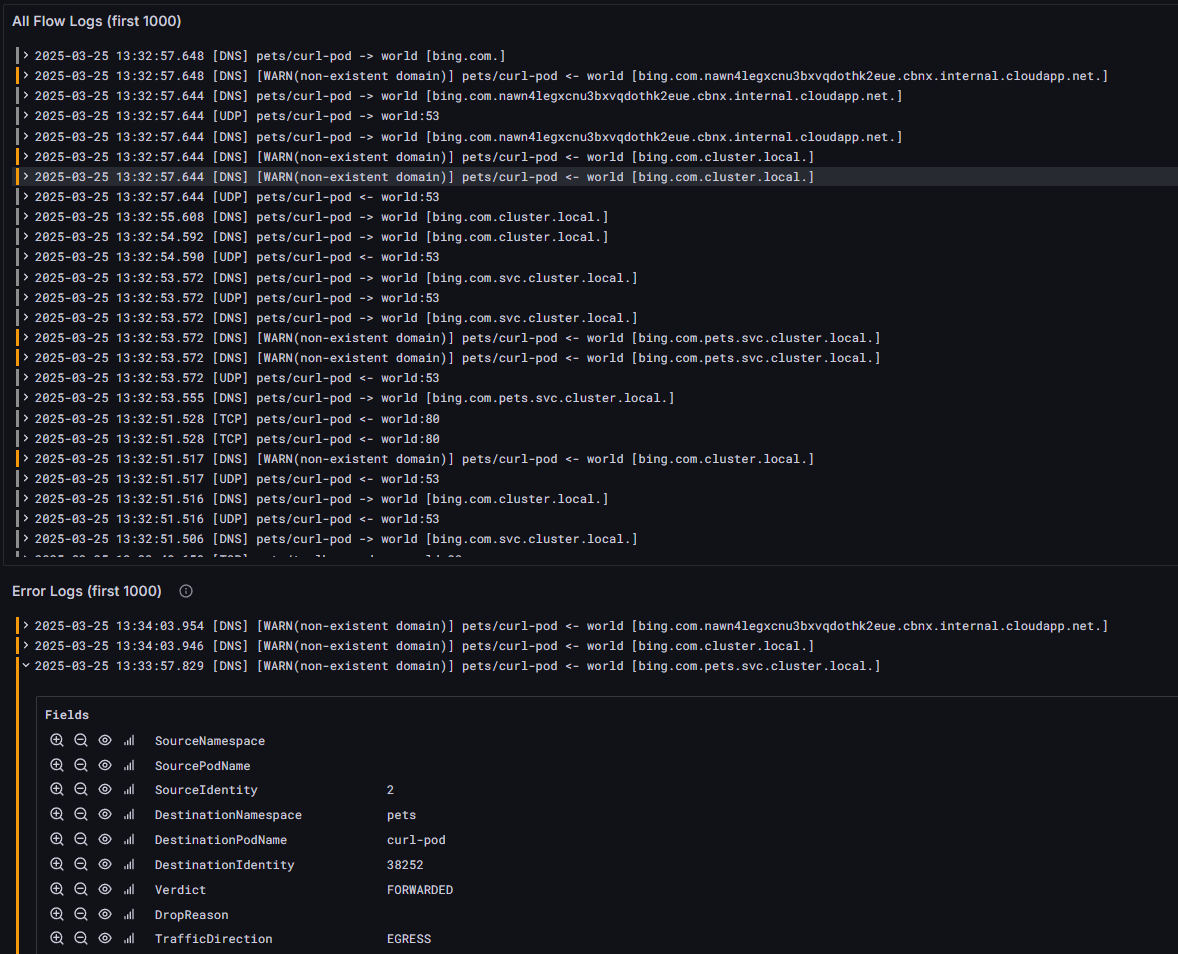 All Flow Logs (first 1000)
> 2025-03-25 13:32:57.648 [DNS] pets/curl-pod -> world [bing.com.]
> 2025-03-25 13:32:57.648 [DNS] [WARN(non-existent domain)] pets/curl-pod <- world [bing.com.nawn4legxcnu3bxvqdothk2eue.cbnx.internal.cloudapp.net.]
> 2025-03-25 13:32:57.644 [DNS] pets/curl-pod -> world [bing.com.nawn4legxcnu3bxvqdothk2eue.cbnx.internal.cloudapp.net.]
> 2025-03-25 13:32:57.644 [UDP] pets/curl-pod -> world:53
> 2025-03-25 13:32:57.644 [DNS] pets/curl-pod -> world [bing.com.nawn4legxcnu3bxvqdothk2eue.cbnx.internal.cloudapp.net.]
> 2025-03-25 13:32:57.644 [DNS] [WARN(non-existent domain)] pets/curl-pod <- world [bing.com.cluster.local.]
> 2025-03-25 13:32:57.644 [DNS] [WARN(non-existent domain)] pets/curl-pod <- world [bing.com.cluster.local.]
> 2025-03-25 13:32:57.644 [UDP] pets/curl-pod <- world:53
> 2025-03-25 13:32:55.608 [DNS] pets/curl-pod -> world [bing.com.cluster.local.]
> 2025-03-25 13:32:54.592 [DNS] pets/curl-pod -> world [bing.com.cluster.local.]
> 2025-03-25 13:32:54.590 [UDP] pets/curl-pod <- world:53
> 2025-03-25 13:32:53.572 [DNS] pets/curl-pod -> world [bing.com.svc.cluster.local.]
> 2025-03-25 13:32:53.572 [UDP] pets/curl-pod -> world:53
> 2025-03-25 13:32:53.572 [DNS] pets/curl-pod -> world [bing.com.svc.cluster.local.]
> 2025-03-25 13:32:53.572 [DNS] [WARN(non-existent domain)] pets/curl-pod <- world [bing.com.pets.svc.cluster.local.]
> 2025-03-25 13:32:53.572 [DNS] [WARN(non-existent domain)] pets/curl-pod <- world [bing.com.pets.svc.cluster.local.]
> 2025-03-25 13:32:53.572 [UDP] pets/curl-pod <- world:53
> 2025-03-25 13:32:53.555 [DNS] pets/curl-pod -> world [bing.com.pets.svc.cluster.local.]
> 2025-03-25 13:32:51.528 [TCP] pets/curl-pod <- world:80
> 2025-03-25 13:32:51.528 [TCP] pets/curl-pod <- world:80
> 2025-03-25 13:32:51.517 [DNS] [WARN(non-existent domain)] pets/curl-pod <- world [bing.com.cluster.local.]
> 2025-03-25 13:32:51.517 [UDP] pets/curl-pod <- world:53
> 2025-03-25 13:32:51.516 [DNS] pets/curl-pod -> world [bing.com.cluster.local.]
> 2025-03-25 13:32:51.516 [UDP] pets/curl-pod <- world:53
> 2025-03-25 13:32:51.506 [DNS] pets/curl-pod -> world [bing.com.svc.cluster.local.]
Error Logs (first 1000)
> 2025-03-25 13:34:03.954 [DNS] [WARN(non-existent domain)] pets/curl-pod <- world [bing.com.nawn4legxcnu3bxvqdothk2eue.cbnx.internal.cloudapp.net.]
> 2025-03-25 13:34:03.946 [DNS] [WARN(non-existent domain)] pets/curl-pod <- world [bing.com.cluster.local.]
2025-03-25 13:33:57.829 [DNS] [WARN(non-existent domain)] pets/curl-pod <- world [bing.com.pets.svc.cluster.local.]
Fields
SourceNamespace
SourcePodName
SourceIdentity 2
DestinationNamespace pets
DestinationPodName curl-pod
DestinationIdentity 38252
Verdict FORWARDED
DropReason
TrafficDirection EGRESS